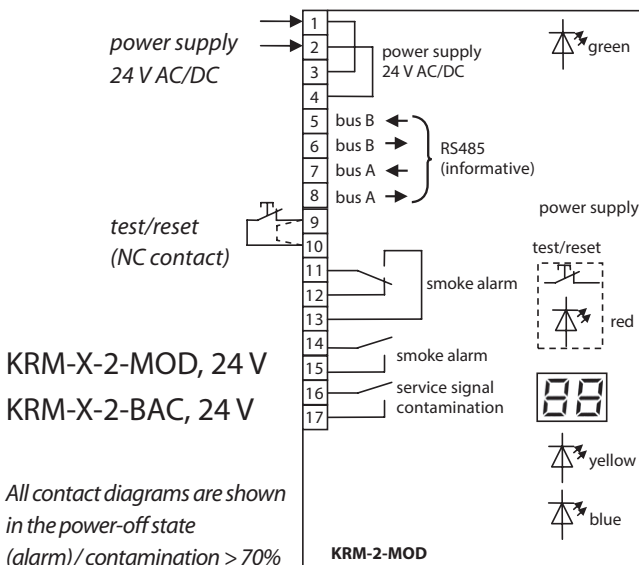 power supply
24 V AC/DC
1
2
3
4
5
6
7
8
9
10
11
12
13
14
15
16
17
power supply
24 V AC/DC
bus B
bus B
bus A
bus A
RS485
(informative)
test/reset
(NC contact)
smoke alarm
smoke alarm
service signal
contamination
KRM-X-2-MOD, 24 V
KRM-X-2-BAC, 24 V
All contact diagrams are shown
in the power-off state
(alarm) / contamination > 70%
KRM-2-MOD
green
power supply
test/reset
red
88
yellow
blue